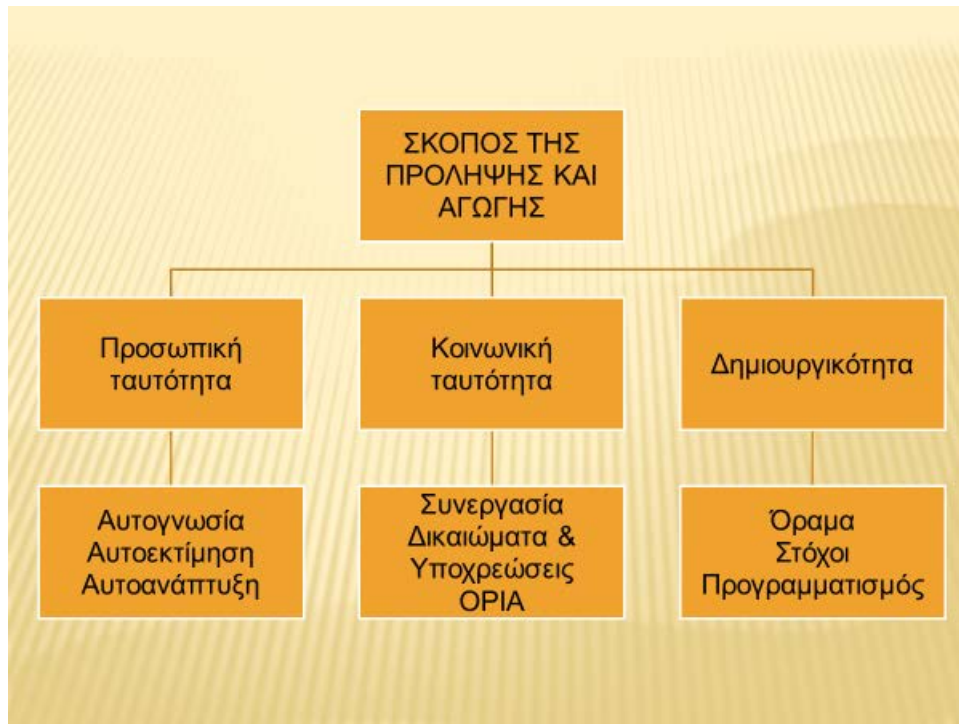 ΣΚΟΠΟΣ ΤΗΣ
ΠΡΟΛΗΨΗΣ ΚΑΙ
ΑΓΩΓΗΣ
Προσωπική
ταυτότητα
Κοινωνική
ταυτότητα
Δημιουργικότητα
Αυτογνωσία
Αυτοεκτίμηση
Αυτοανάπτυξη
Συνεργασία
Δικαιώματα &
Υποχρεώσεις
ΟΡΙΑ
Όραμα
Στόχοι
Προγραμματισμός